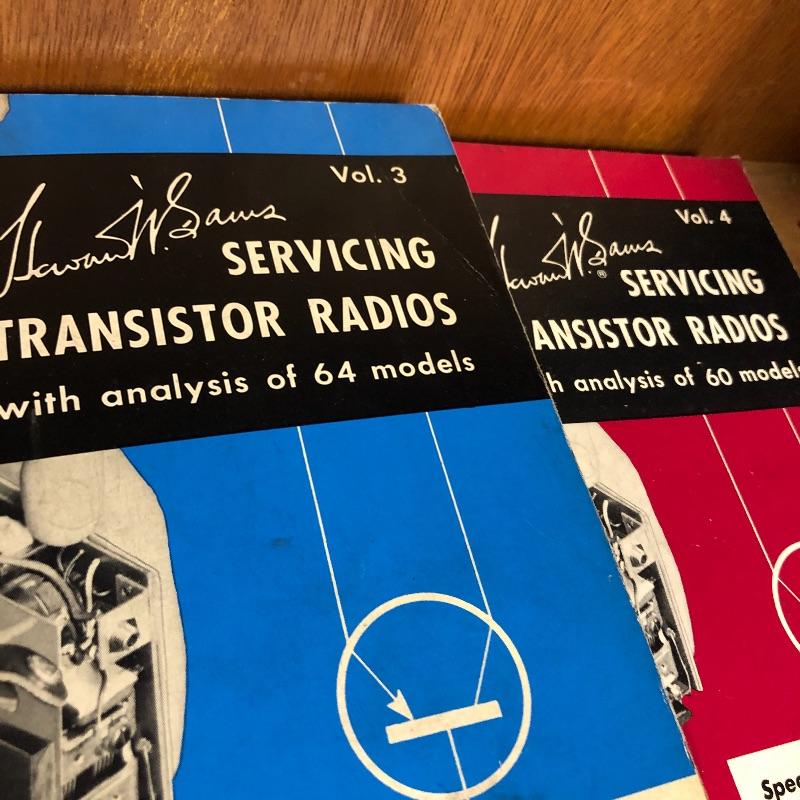 Vol. 3
Howard W. Sams
SERVICING
TRANSISTOR RADIOS
with analysis of 64 models
Vol. 4
Howard W. Sams ®
SERVICING
ANSISTOR RADIOS
h analysis of 60 models
Spec